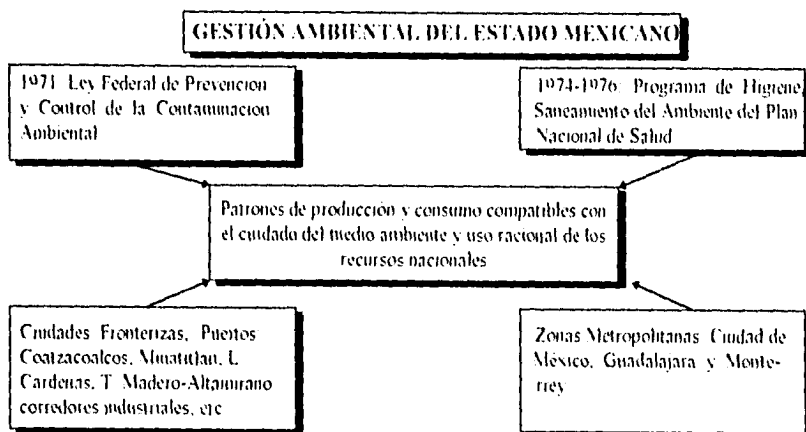 GESTIÓN AMBIENTAL DEL ESTADO MEXICANO
1971 Ley Federal de Prevencion
y Control de la Contaminacion
Ambiental
1974-1976: Programa de Higiene,
Saneamiento del Ambiente del Plan
Nacional de Salud
Patrones de producción y consumo compatibles con
el cuidado del medio ambiente y uso racional de los
recursos nacionales
Ciudades Fronterizas, Puertos
Coatzacoalcos, Minatitlan, L
Cardenas, T Madero-Altamirano
corredores industriales, etc
Zonas Metropolitanas Ciudad de
México, Guadalajara y Monte-
rrey